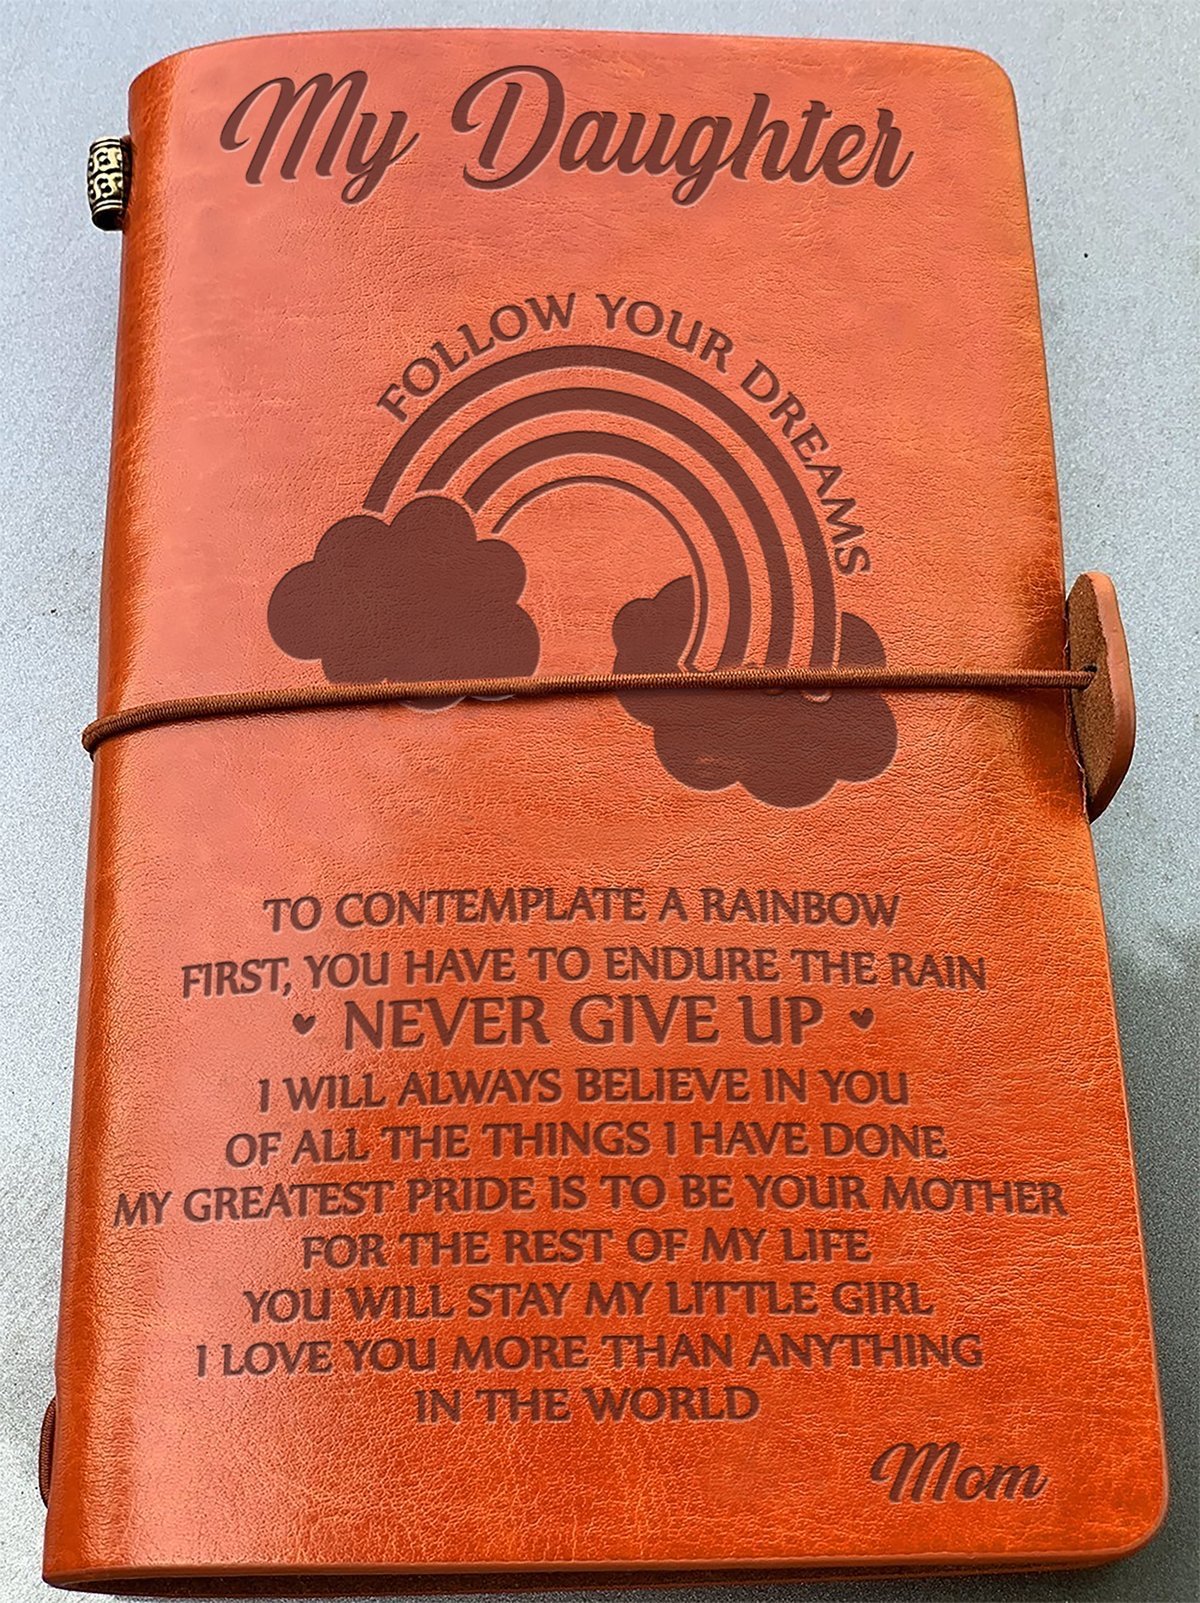 My Daughter
FOLLOW YOUR DREAMS
TO CONTEMPLATE A RAINBOW
FIRST, YOU HAVE TO ENDURE THE RAIN
NEVER GIVE UP
I WILL ALWAYS BELIEVE IN YOU
OF ALL THE THINGS I HAVE DONE
MY GREATEST PRIDE IS TO BE YOUR MOTHER
FOR THE REST OF MY LIFE
YOU WILL STAY MY LITTLE GIRL
I LOVE YOU MORE THAN ANYTHING
IN THE WORLD
Mom